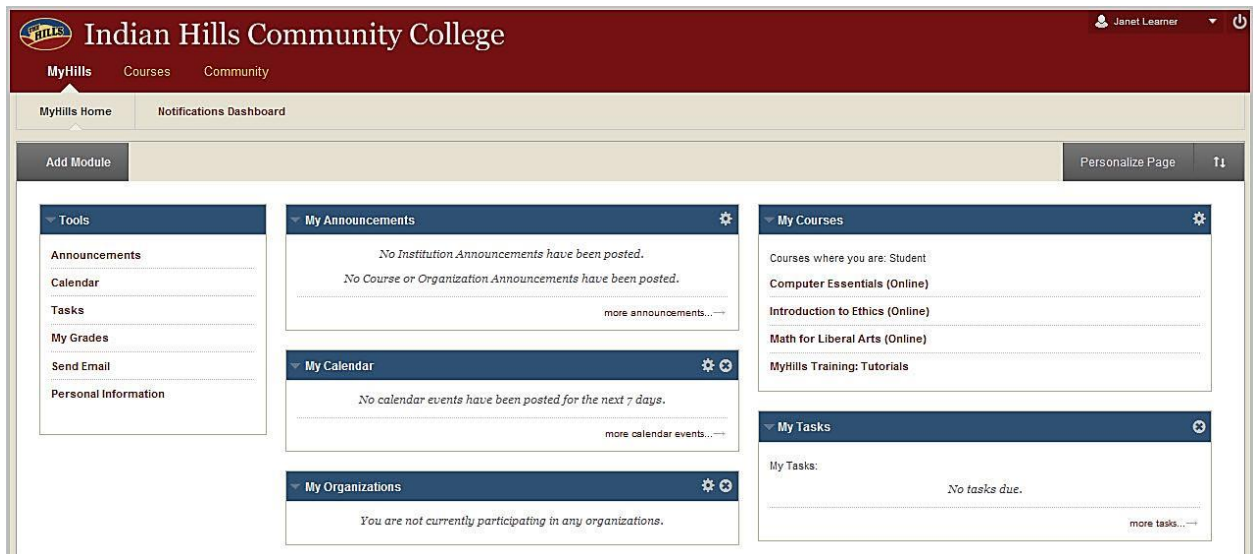 THE HILLS
Indian Hills Community College
Janet Learner
MyHills
Courses
Community
MyHills Home
Notifications Dashboard
Add Module
Personalize Page
Tools
Announcements
Calendar
Tasks
My Grades
Send Email
Personal Information
My Announcements
No Institution Announcements have been posted.
No Course or Organization Announcements have been posted.
more announcements...→
My Calendar
No calendar events have been posted for the next 7 days.
more calendar events...→
My Organizations
You are not currently participating in any organizations.
My Courses
Courses where you are: Student
Computer Essentials (Online)
Introduction to Ethics (Online)
Math for Liberal Arts (Online)
MyHills Training: Tutorials
My Tasks
My Tasks:
No tasks due.
more tasks...→